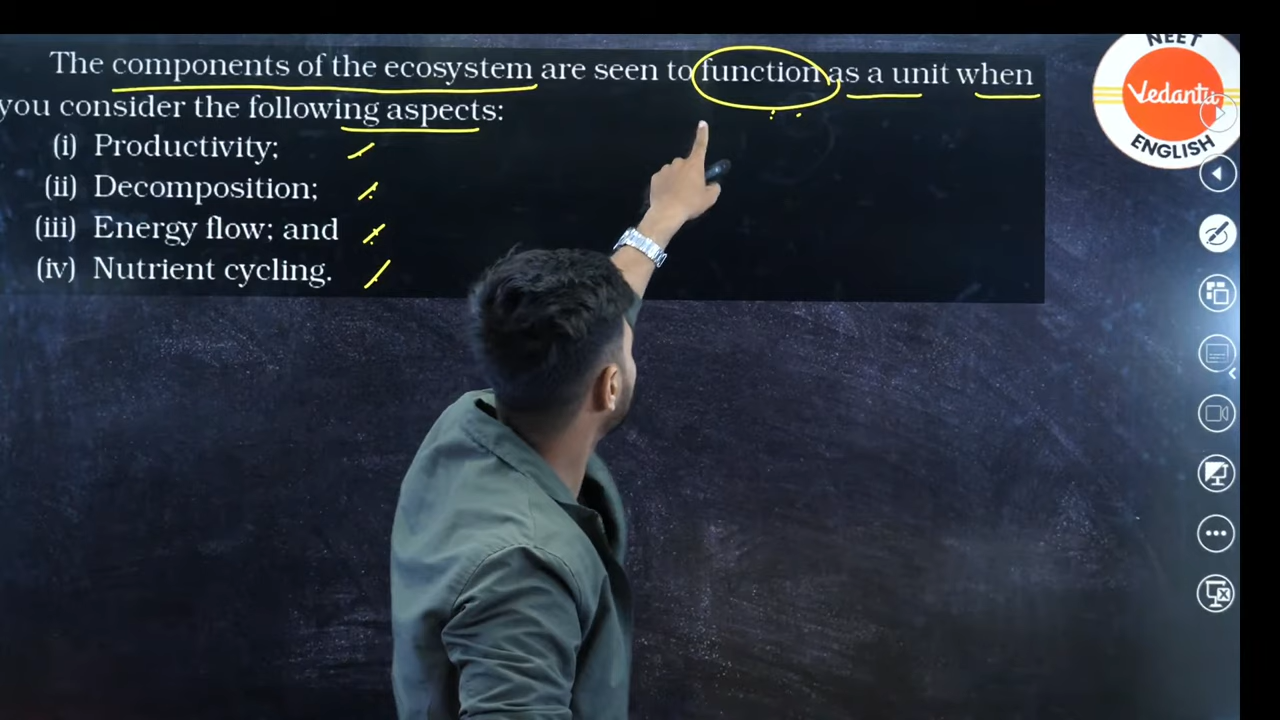 The components of the ecosystem are seen to function as a unit when
you consider the following aspects:
(i) Productivity;
(ii) Decomposition;
(iii) Energy flow; and
(iv) Nutrient cycling.
NEET
Vedantu
ENGLISH